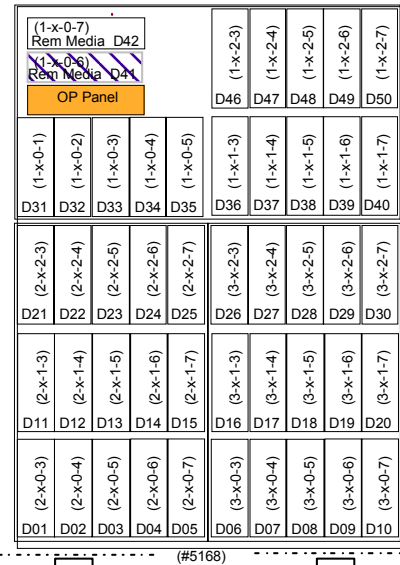 (1-x-0-7)
Rem Media D42
(1-x-0-6)
Rem Media D41
OP Panel
(1-x-2-3) (1-x-2-4) (1-x-2-5) (1-x-2-6) (1-x-2-7)
D46 D47 D48 D49 D50
(1-x-0-1) (1-x-0-2) (1-x-0-3) (1-x-0-4) (1-x-0-5) (1-x-1-3) (1-x-1-4) (1-x-1-5) (1-x-1-6) (1-x-1-7)
D31 D32 D33 D34 D35 D36 D37 D38 D39 D40
(2-x-2-3) (2-x-2-4) (2-x-2-5) (2-x-2-6) (2-x-2-7) (3-x-2-3) (3-x-2-4) (3-x-2-5) (3-x-2-6) (3-x-2-7)
D21 D22 D23 D24 D25 D26 D27 D28 D29 D30
(2-x-1-3) (2-x-1-4) (2-x-1-5) (2-x-1-6) (2-x-1-7) (3-x-1-3) (3-x-1-4) (3-x-1-5) (3-x-1-6) (3-x-1-7)
D11 D12 D13 D14 D15 D16 D17 D18 D19 D20
(2-x-0-3) (2-x-0-4) (2-x-0-5) (2-x-0-6) (2-x-0-7) (3-x-0-3) (3-x-0-4) (3-x-0-5) (3-x-0-6) (3-x-0-7)
D01 D02 D03 D04 D05 D06 D07 D08 D09 D10
(#5168)